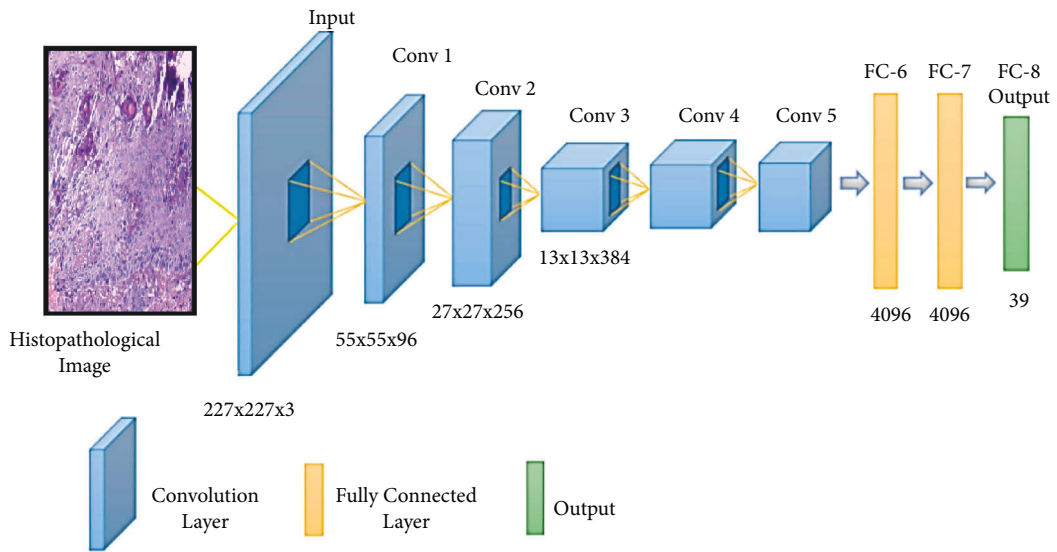 Input
Conv 1
Conv 2
Conv 3
Conv 4
Conv 5
FC-6
FC-7
FC-8
Output
13x13x384
27x27x256
55x55x96
227x227x3
4096
4096
39
Histopathological
Image
Convolution
Layer
Fully Connected
Layer
Output